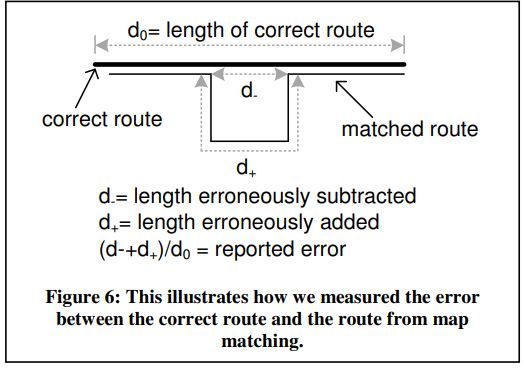 d₀= length of correct route
d₋
correct route
matched route
d₊
d₋= length erroneously subtracted
d₊= length erroneously added
(d-+d₊)/d₀ = reported error
Figure 6: This illustrates how we measured the error
between the correct route and the route from map
matching.